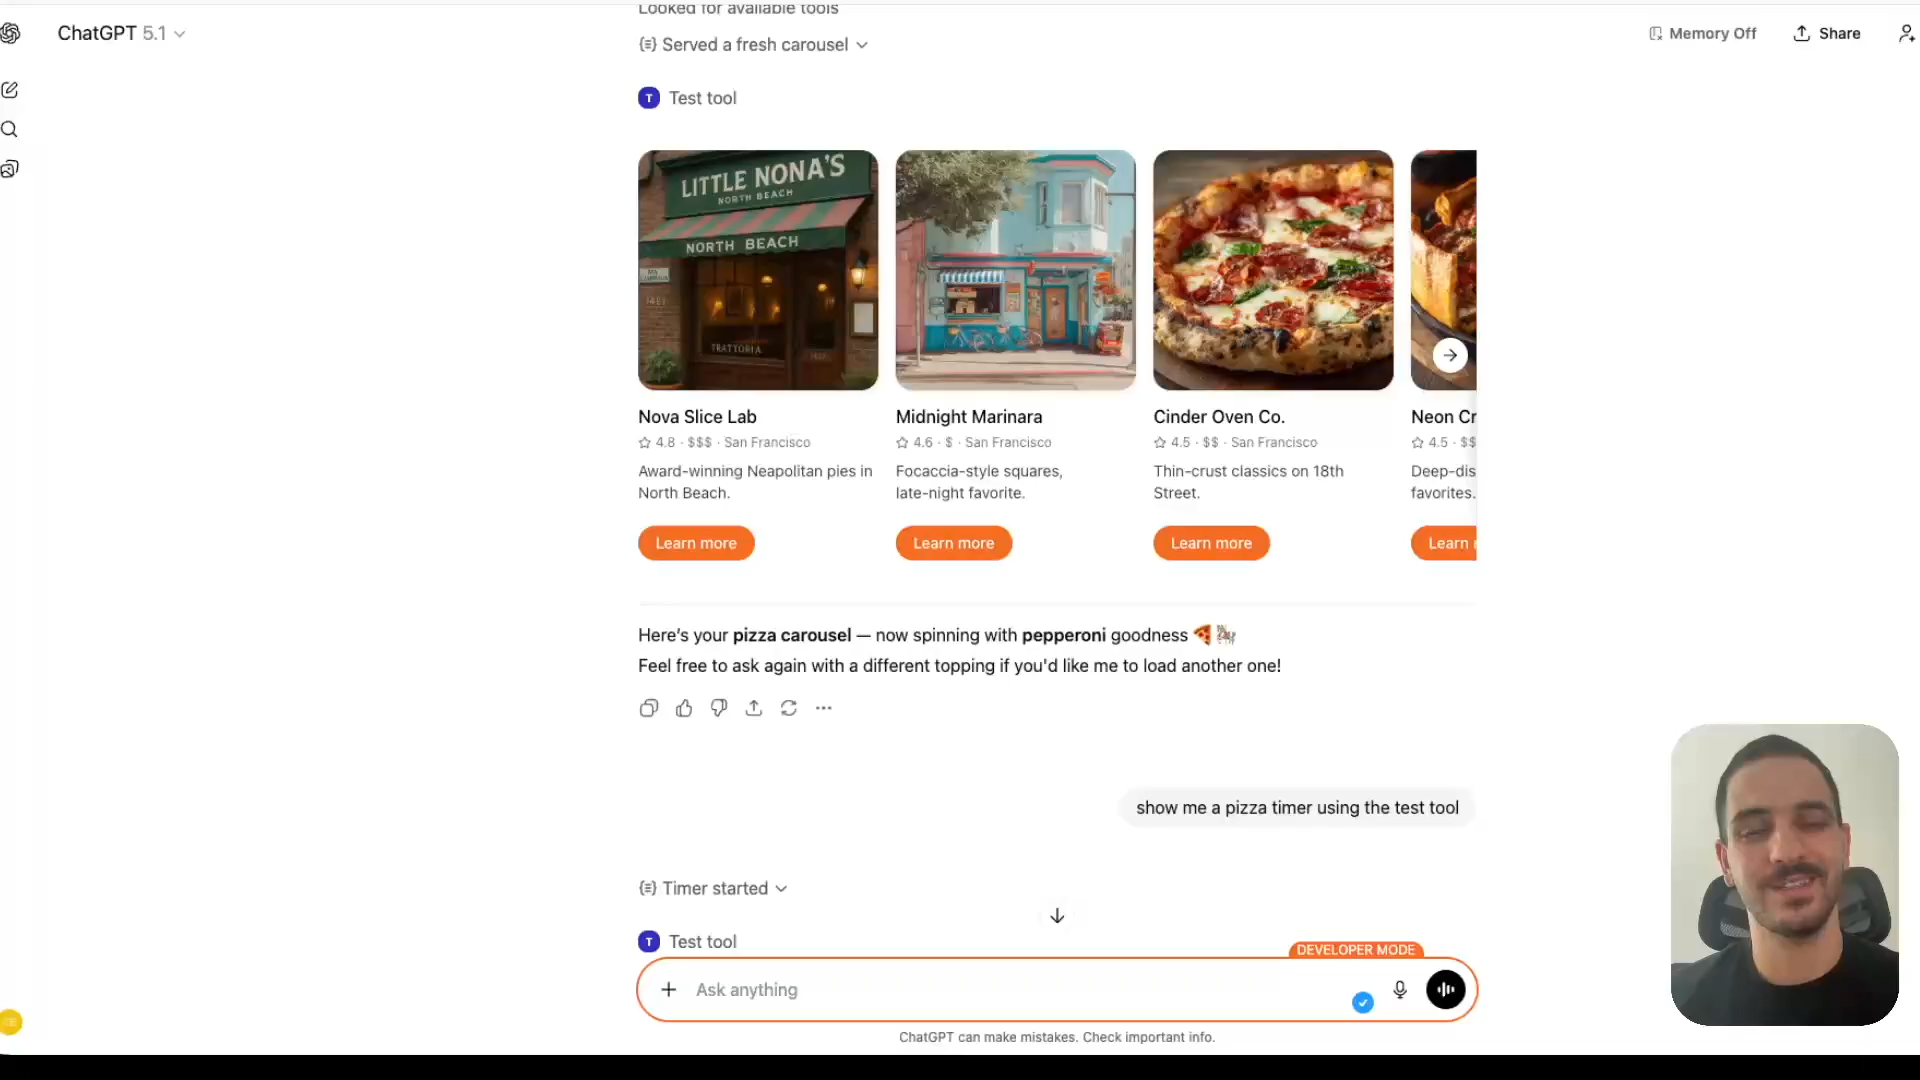 Looked for available tools
ChatGPT 5.1
Memory Off
Share
Served a fresh carousel
T Test tool
LITTLE NONA'S
NORTH BEACH
NORTH BEACH
TRATTORIA
Nova Slice Lab
4.8 · $$$ · San Francisco
Award-winning Neapolitan pies in
North Beach.
Learn more
Midnight Marinara
4.6 · $ · San Francisco
Focaccia-style squares,
late-night favorite.
Learn more
Cinder Oven Co.
4.5 · $$ · San Francisco
Thin-crust classics on 18th
Street.
Learn more
Neon Cr
4.5 · $$
Deep-dis
favorites.
Learn
Here's your pizza carousel — now spinning with pepperoni goodness 🍕🎠
Feel free to ask again with a different topping if you'd like me to load another one!
show me a pizza timer using the test tool
Timer started
T Test tool
DEVELOPER MODE
Ask anything
ChatGPT can make mistakes. Check important info.